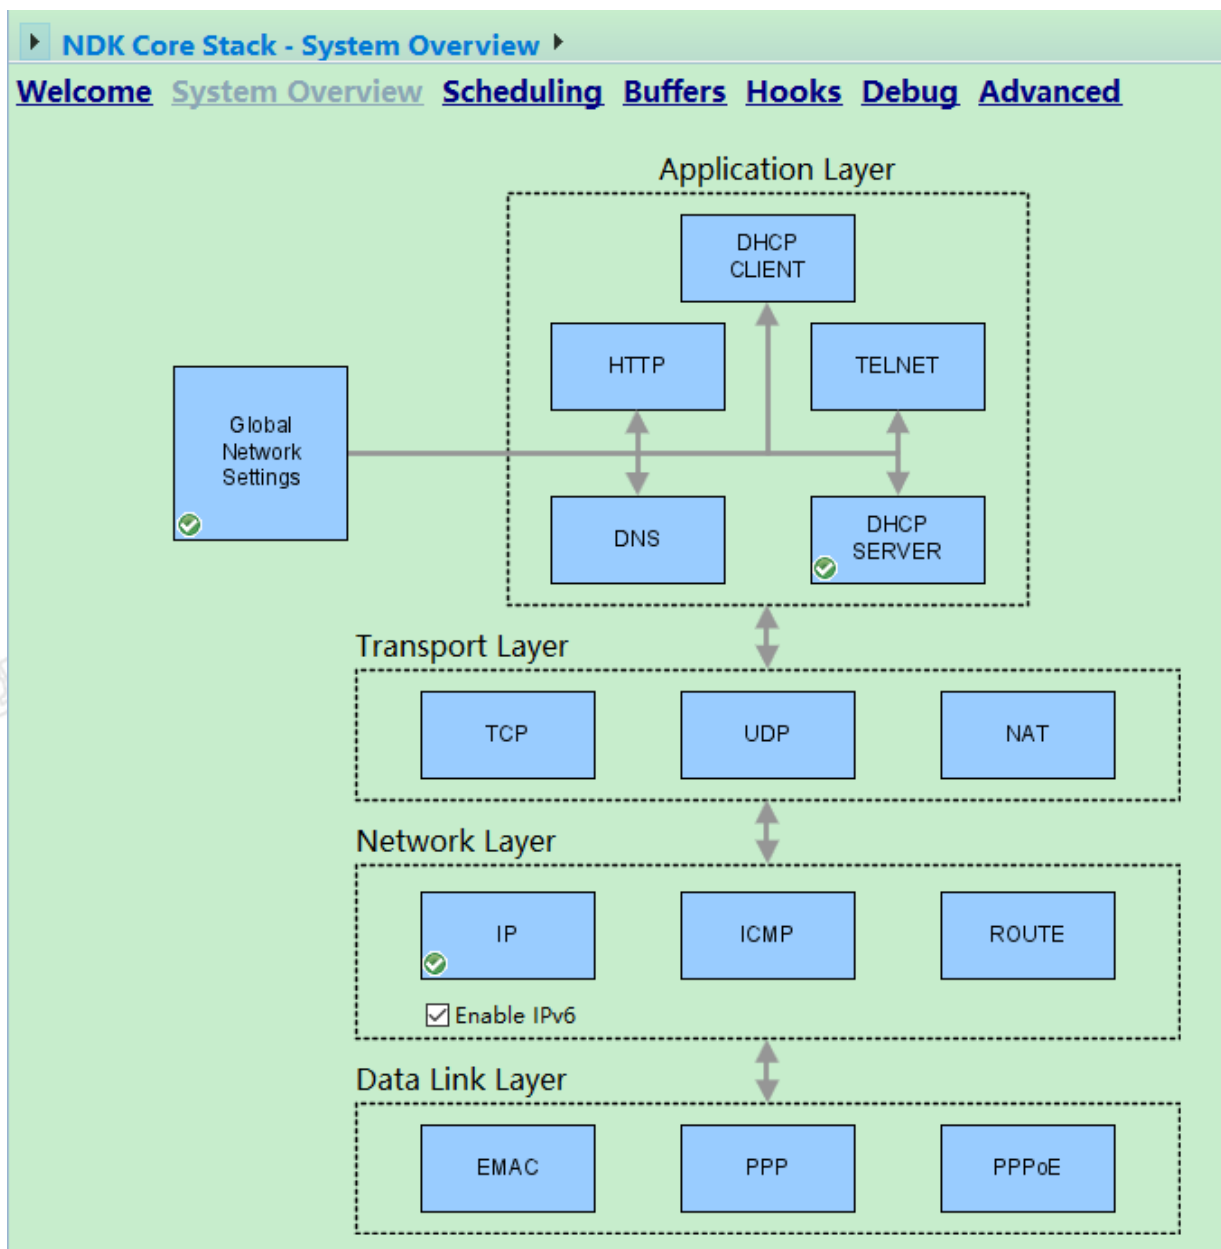 NDK Core Stack - System Overview
Welcome System Overview Scheduling Buffers Hooks Debug Advanced
Application Layer
DHCP
CLIENT
HTTP
TELNET
Global
Network
Settings
DNS
DHCP
SERVER
Transport Layer
TCP
UDP
NAT
Network Layer
IP
ICMP
ROUTE
Enable IPv6
Data Link Layer
EMAC
PPP
PPPoE